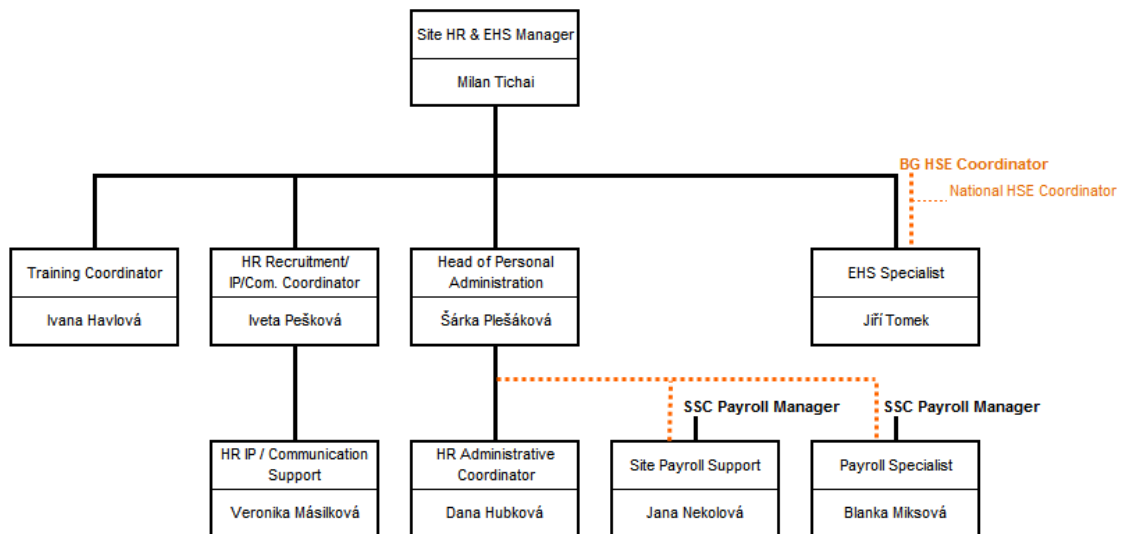 Site HR & EHS Manager
Milan Tichai
BG HSE Coordinator
National HSE Coordinator
Training Coordinator
Ivana Havlová
HR Recruitment/
IP/Com. Coordinator
Iveta Pešková
Head of Personal
Administration
Šárka Plešáková
EHS Specialist
Jiří Tomek
SSC Payroll Manager
SSC Payroll Manager
HR IP / Communication
Support
Veronika Másilková
HR Administrative
Coordinator
Dana Hubková
Site Payroll Support
Jana Nekolová
Payroll Specialist
Blanka Miksová